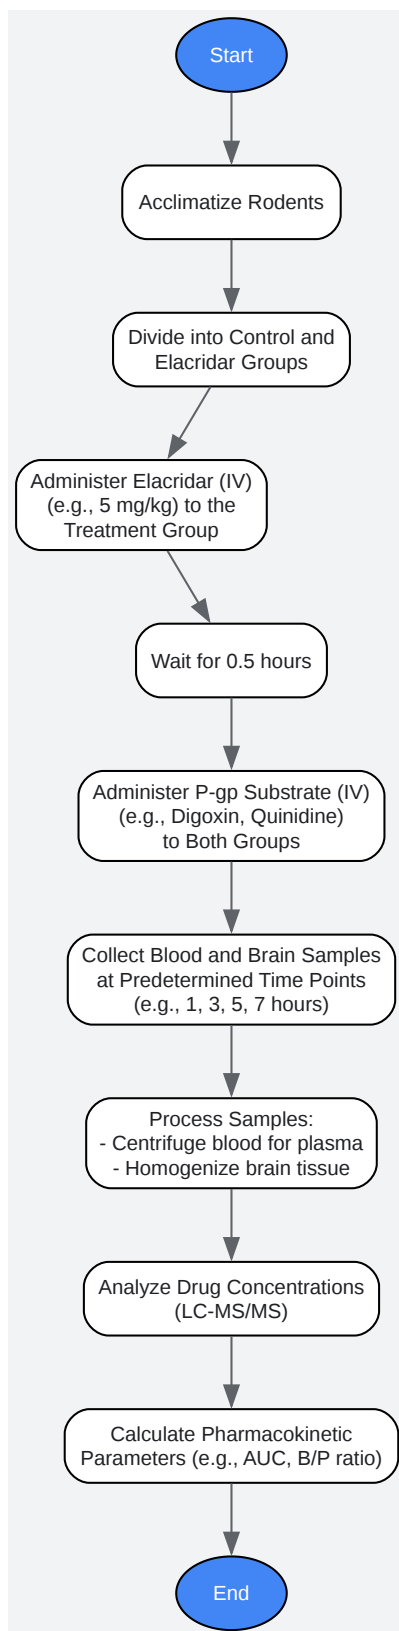 Start
Acclimatize Rodents
Divide into Control and
Elacridar Groups
Administer Elacridar (IV)
(e.g., 5 mg/kg) to the
Treatment Group
Wait for 0.5 hours
Administer P-gp Substrate (IV)
(e.g., Digoxin, Quinidine)
to Both Groups
Collect Blood and Brain Samples
at Predetermined Time Points
(e.g., 1, 3, 5, 7 hours)
Process Samples:
- Centrifuge blood for plasma
- Homogenize brain tissue
Analyze Drug Concentrations
(LC-MS/MS)
Calculate Pharmacokinetic
Parameters (e.g., AUC, B/P ratio)
End